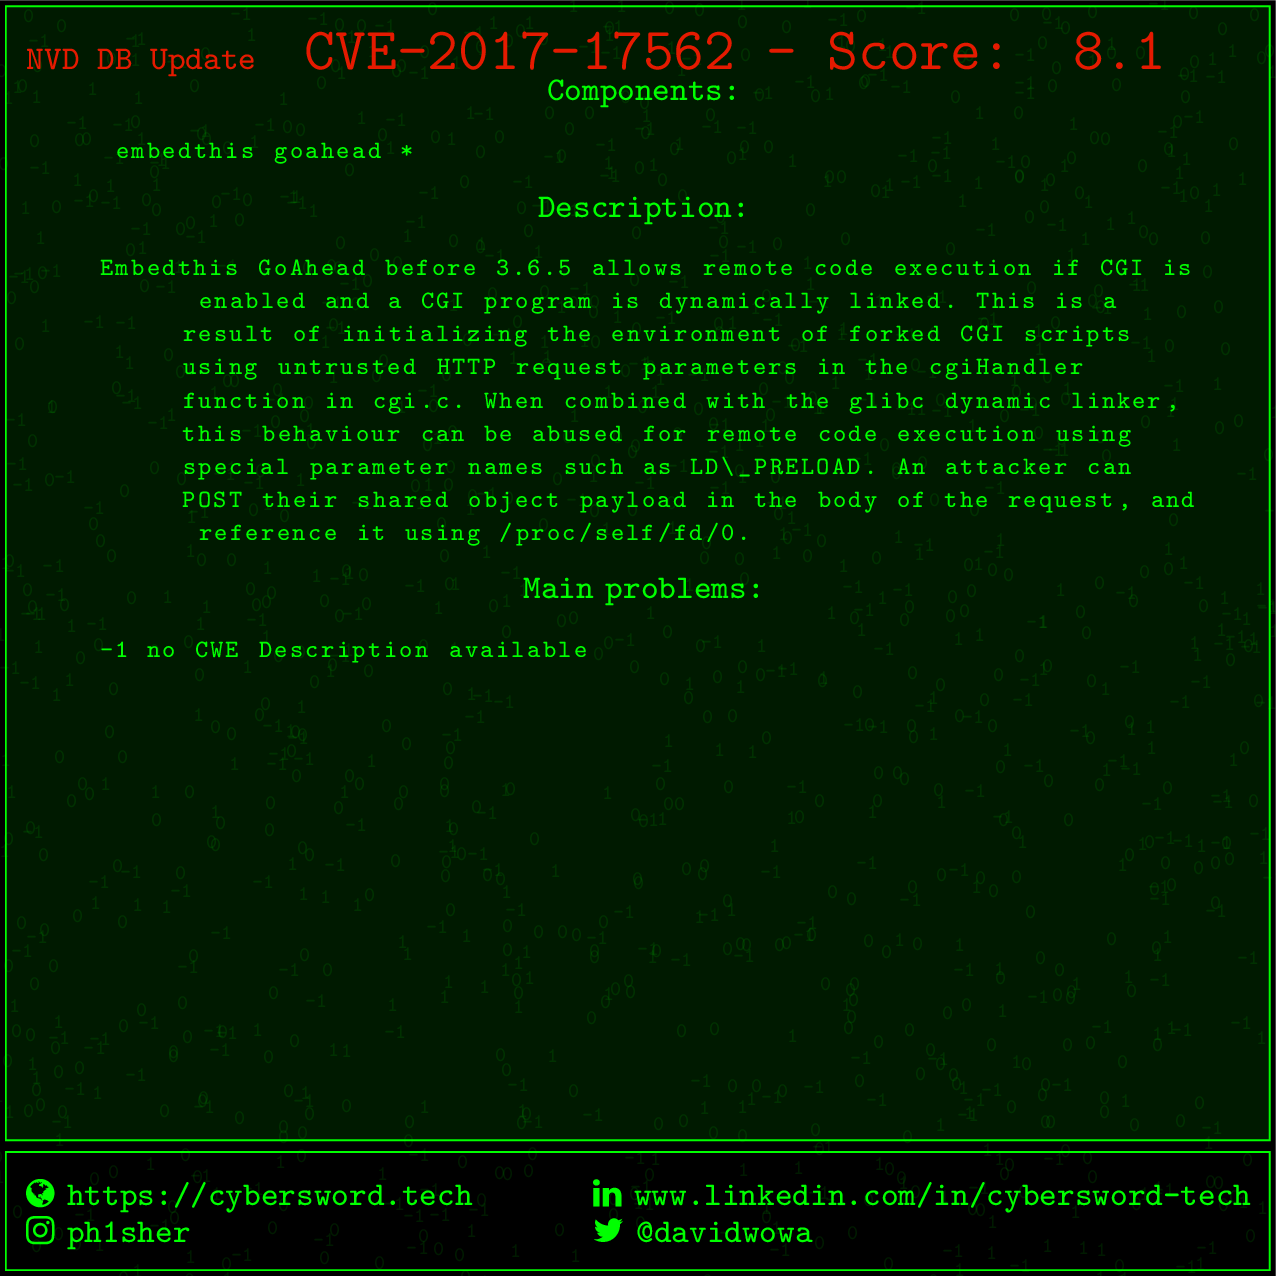 NVD DB Update CVE-2017-17562 - Score: 8.1
Components:
embedthis goahead *
Description:
Embedthis GoAhead before 3.6.5 allows remote code execution if CGI is
enabled and a CGI program is dynamically linked. This is a
result of initializing the environment of forked CGI scripts
using untrusted HTTP request parameters in the cgiHandler
function in cgi.c. When combined with the glibc dynamic linker,
this behaviour can be abused for remote code execution using
special parameter names such as LD\_PRELOAD. An attacker can
POST their shared object payload in the body of the request, and
reference it using /proc/self/fd/0.
Main problems:
-1 no CWE Description available
https://cybersword.tech
www.linkedin.com/in/cybersword-tech
ph1sher
@davidwowa